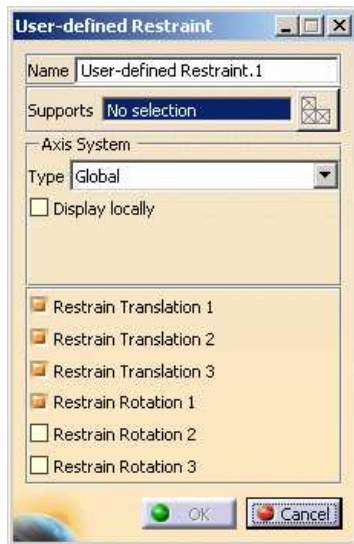 User-defined Restraint
Name User-defined Restraint.1
Supports No selection
Axis System
Type Global
Display locally
Restrain Translation 1
Restrain Translation 2
Restrain Translation 3
Restrain Rotation 1
Restrain Rotation 2
Restrain Rotation 3
OK Cancel